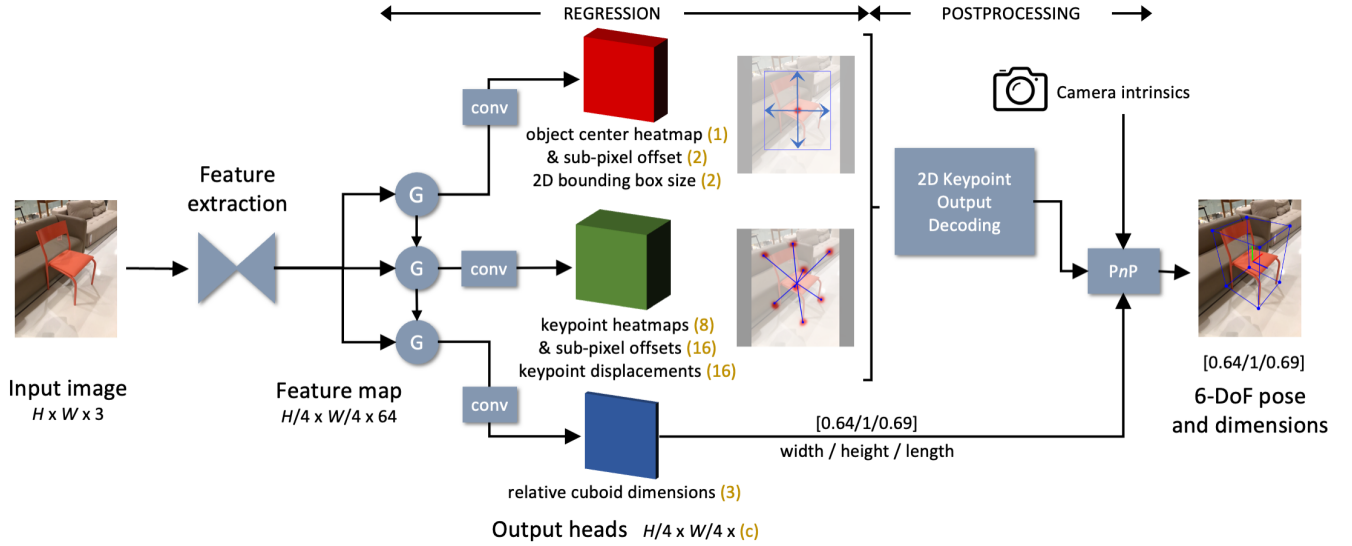 REGRESSION
POSTPROCESSING
conv
object center heatmap (1)
& sub-pixel offset (2)
2D bounding box size (2)
Camera intrinsics
Feature
extraction
G
G
conv
G
2D Keypoint
Output
Decoding
PnP
keypoint heatmaps (8)
& sub-pixel offsets (16)
keypoint displacements (16)
Input image
H x W x 3
Feature map
H/4 x W/4 x 64
conv
[0.64/1/0.69]
width / height / length
[0.64/1/0.69]
6-DoF pose
and dimensions
relative cuboid dimensions (3)
Output heads H/4 x W/4 x (c)